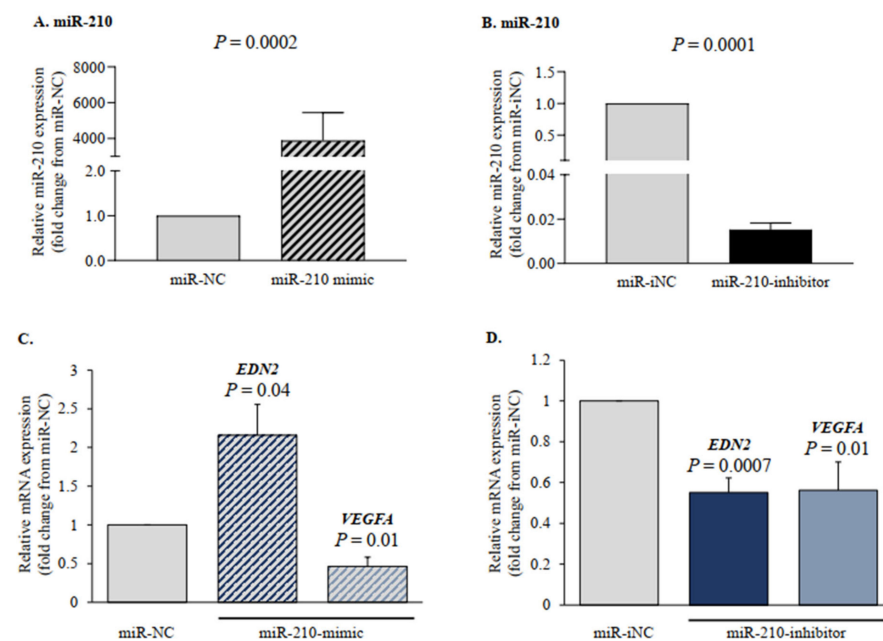 A. miR-210
P = 0.0002
Relative miR-210 expression
(fold change from miR-NC)
8000
6000
4000
2.0
1.0
0.0
miR-NC
miR-210 mimic
B. miR-210
P = 0.0001
Relative miR-210 expression
(fold change from miR-iNC)
1.5
1.0
0.5
0.04
0.02
0.00
miR-iNC
miR-210-inhibitor
C.
Relative mRNA expression
(fold change from miR-NC)
3
2.5
2
1.5
1
0.5
0
EDN2
P = 0.04
VEGFA
P = 0.01
miR-NC
miR-210-mimic
D.
Relative mRNA expression
(fold change from miR-iNC)
1.2
1
0.8
0.6
0.4
0.2
0
EDN2
P = 0.0007
VEGFA
P = 0.01
miR-iNC
miR-210-inhibitor